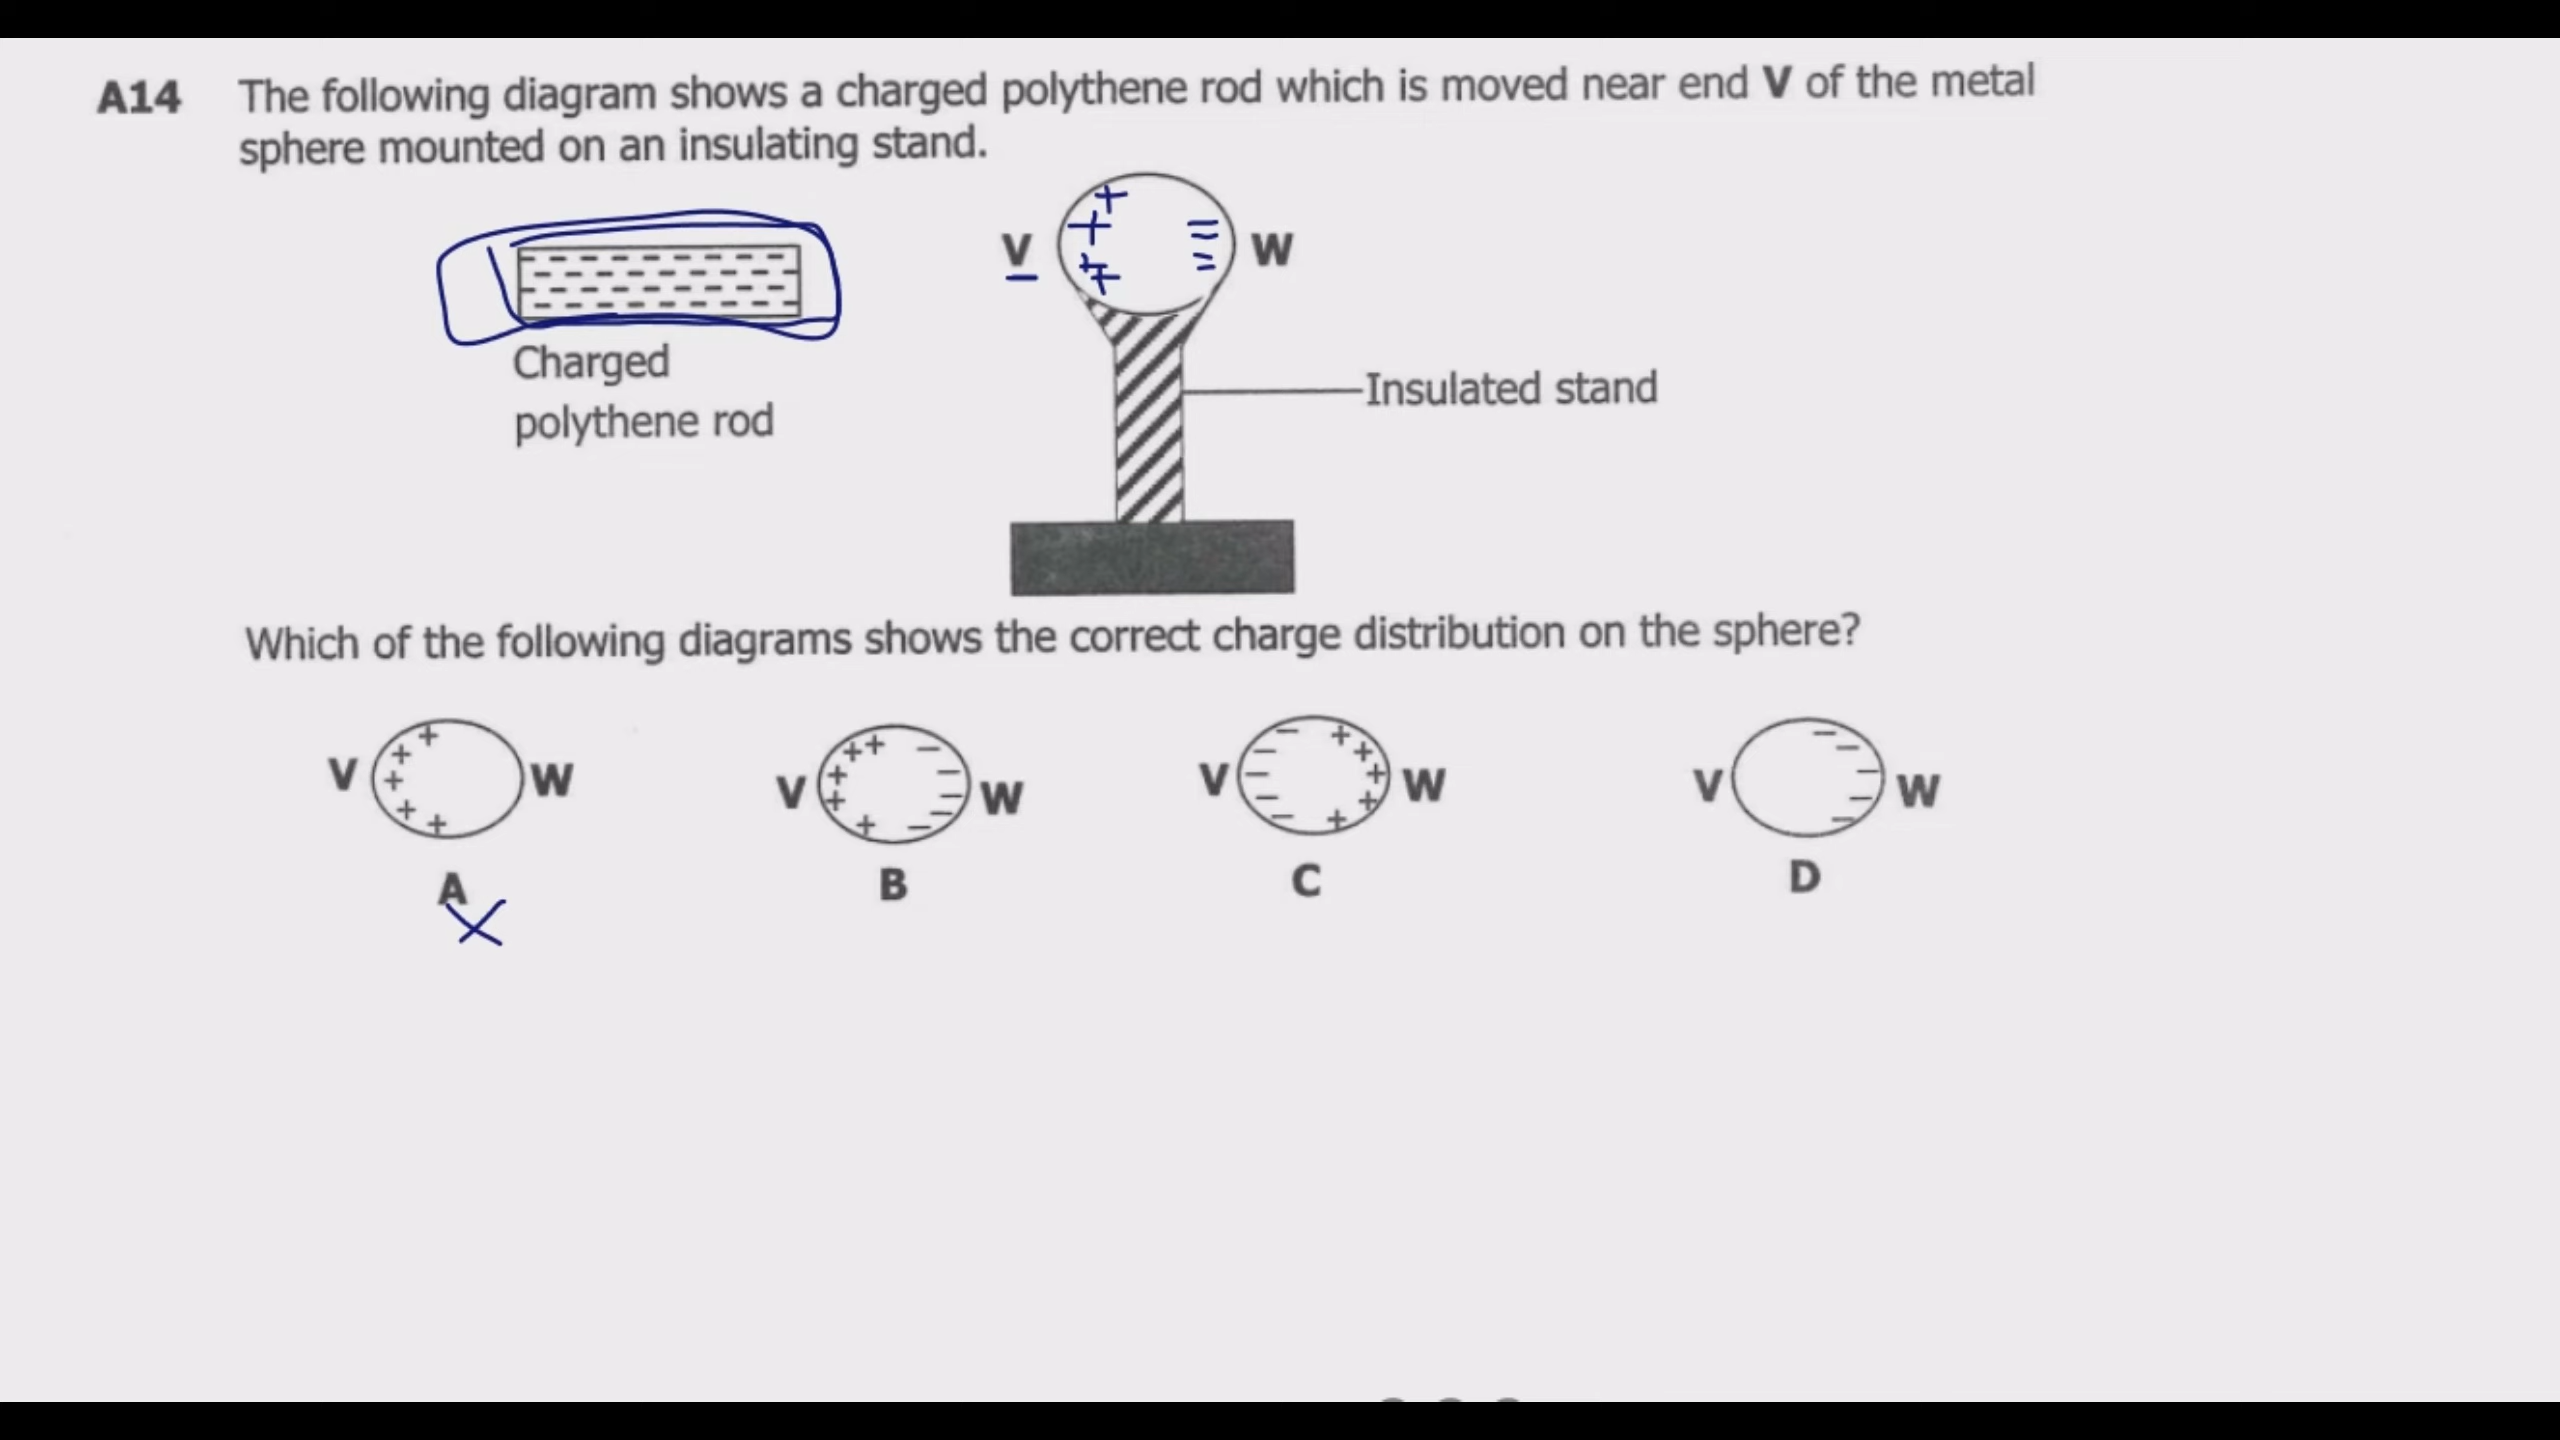 A14 The following diagram shows a charged polythene rod which is moved near end V of the metal
sphere mounted on an insulating stand.
+
+
+
+
=
=
V
W
Charged
polythene rod
Insulated stand
Which of the following diagrams shows the correct charge distribution on the sphere?
V + + + + + W
V + + + + + − − − − − W
V − − − − − + + + + + W
V − − − − − W
A B C D